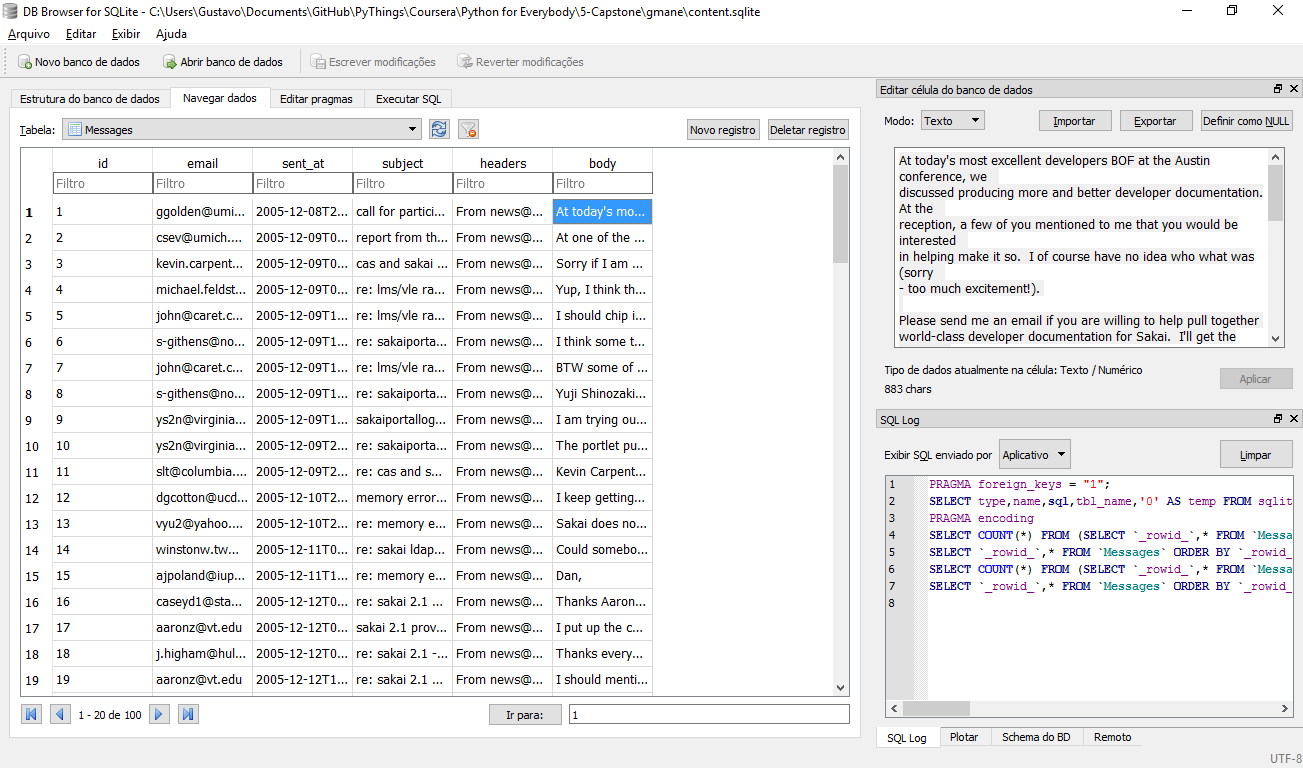 DB Browser for SQLite - C:\Users\Gustavo\Documents\GitHub\PyThings\Coursera\Python for Everybody\5-Capstone\gmane\content.sqlite
Arquivo Editar Exibir Ajuda
Novo banco de dados Abrir banco de dados Escrever modificações Reverter modificações
Estrutura do banco de dados Navegar dados Editar pragmas Executar SQL
Tabela: Messages Novo registro Deletar registro
id email sent_at subject headers body
Filtro Filtro Filtro Filtro Filtro Filtro
1 1 ggolden@umi... 2005-12-08T2... call for partici... From news@... At today's mo...
2 2 csev@umich.... 2005-12-09T0... report from th... From news@... At one of the ...
3 3 kevin.carpent... 2005-12-09T0... cas and sakai ... From news@... Sorry if I am ...
4 4 michael.feldst... 2005-12-09T0... re: lms/vle ra... From news@... Yup, I think th...
5 5 john@caret.c... 2005-12-09T1... re: lms/vle ra... From news@... I should chip i...
6 6 s-githens@no... 2005-12-09T1... re: sakaiporta... From news@... I think some t...
7 7 john@caret.c... 2005-12-09T1... re: lms/vle ra... From news@... BTW some of ...
8 8 s-githens@no... 2005-12-09T1... re: sakaiporta... From news@... Yuji Shinozaki...
9 9 ys2n@virginia... 2005-12-09T1... sakaiportallog... From news@... I am trying ou...
10 10 ys2n@virginia... 2005-12-09T2... re: sakaiporta... From news@... The portlet pu...
11 11 slt@columbia.... 2005-12-09T2... re: cas and s... From news@... Kevin Carpent...
12 12 dgcotton@ucd... 2005-12-10T2... memory error... From news@... I keep getting...
13 13 vyu2@yahoo.... 2005-12-10T2... re: memory e... From news@... Sakai does no...
14 14 winstonw.tw... 2005-12-11T0... re: sakai ldap... From news@... Could somebo...
15 15 ajpoland@iup... 2005-12-11T1... re: memory e... From news@... Dan,
16 16 caseyd1@sta... 2005-12-12T0... re: sakai 2.1 ... From news@... Thanks Aaron...
17 17 aaronz@vt.edu 2005-12-12T0... sakai 2.1 prov... From news@... I put up the c...
18 18 j.higham@hul... 2005-12-12T0... re: sakai 2.1 -... From news@... Thanks every...
19 19 aaronz@vt.edu 2005-12-12T1... re: sakai 2.1 ... From news@... I should menti...
1 - 20 de 100 Ir para: 1
Editar célula do banco de dados
Modo: Texto Importar Exportar Definir como NULL
At today's most excellent developers BOF at the Austin
conference, we
discussed producing more and better developer documentation.
At the
reception, a few of you mentioned to me that you would be
interested
in helping make it so. I of course have no idea who what was
(sorry
- too much excitement!).
Please send me an email if you are willing to help pull together
world-class developer documentation for Sakai. I'll get the
Tipo de dados atualmente na célula: Texto / Numérico
883 chars
Aplicar
SQL Log
Exibir SQL enviado por Aplicativo Limpar
1 PRAGMA foreign_keys = "1";
2 SELECT type,name,sql,tbl_name,'0' AS temp FROM sqlit
3 PRAGMA encoding
4 SELECT COUNT(*) FROM (SELECT `_rowid_`,* FROM `Messa
5 SELECT `_rowid_`,* FROM `Messages` ORDER BY `_rowid_
6 SELECT COUNT(*) FROM (SELECT `_rowid_`,* FROM `Messa
7 SELECT `_rowid_`,* FROM `Messages` ORDER BY `_rowid_
8
SQL Log Plotar Schema do BD Remoto
UTF-8